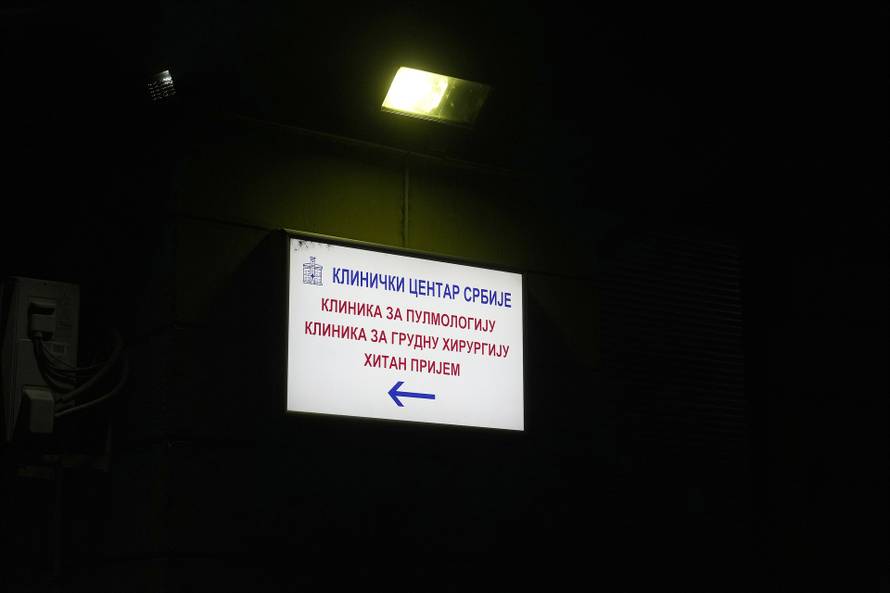 КЛИНИЧКИ ЦЕНТАР СРБИЈЕ
КЛИНИКА ЗА ПУЛМОЛОГИЈУ
КЛИНИКА ЗА ГРУДНУ ХИРУРГИЈУ
ХИТАН ПРИЈЕМ